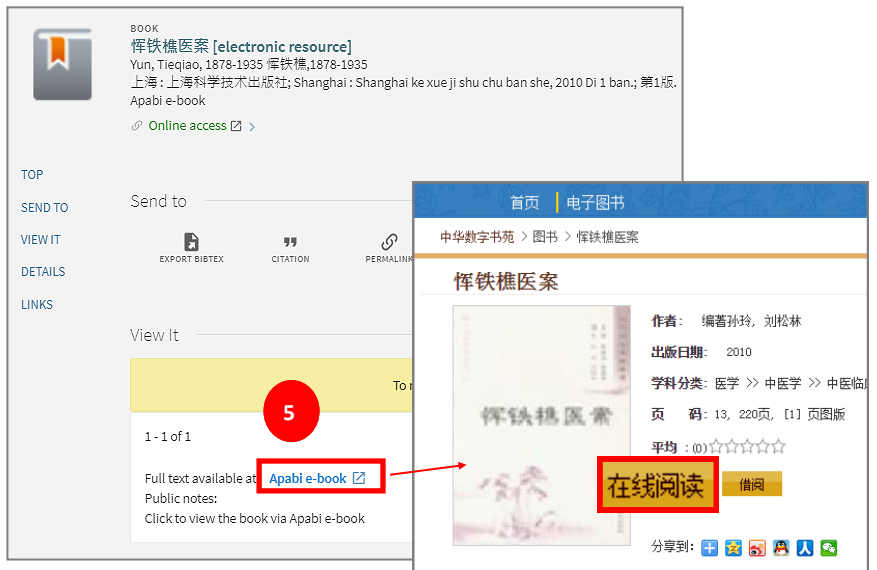 BOOK
恽铁樵医案 [electronic resource]
Yun, Tieqiao, 1878-1935 恽铁樵,1878-1935
上海 : 上海科学技术出版社; Shanghai : Shanghai ke xue ji shu chu ban she, 2010 Di 1 ban.; 第1版.
Apabi e-book
Online access
TOP
SEND TO
VIEW IT
DETAILS
LINKS
Send to
EXPORT BIBTEX
CITATION
PERMALINK
View It
To
5
1 - 1 of 1
Full text available at
Apabi e-book
Public notes:
Click to view the book via Apabi e-book
首页
电子图书
中华数字书苑 > 图书 > 恽铁樵医案
恽铁樵医案
恽铁樵医案
作者： 编著孙玲，刘松林
出版日期： 2010
学科分类：医学 >> 中医学 >> 中医临
页 码：13, 220页, [1] 页图版
平均 ：(0)
在线阅读
借阅
分享到：